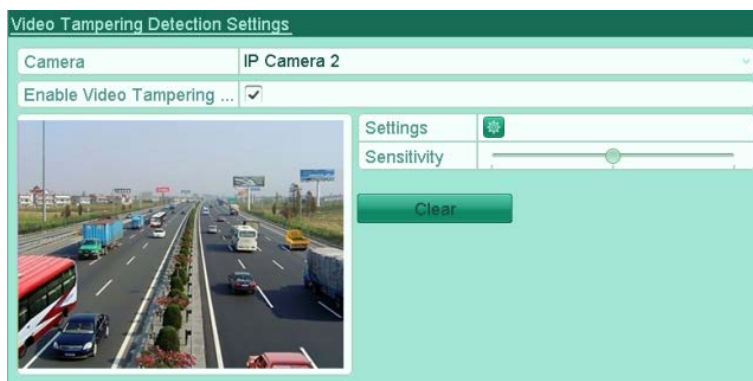 Video Tampering Detection Settings
Camera
IP Camera 2
Enable Video Tampering ...
Settings
Sensitivity
Clear